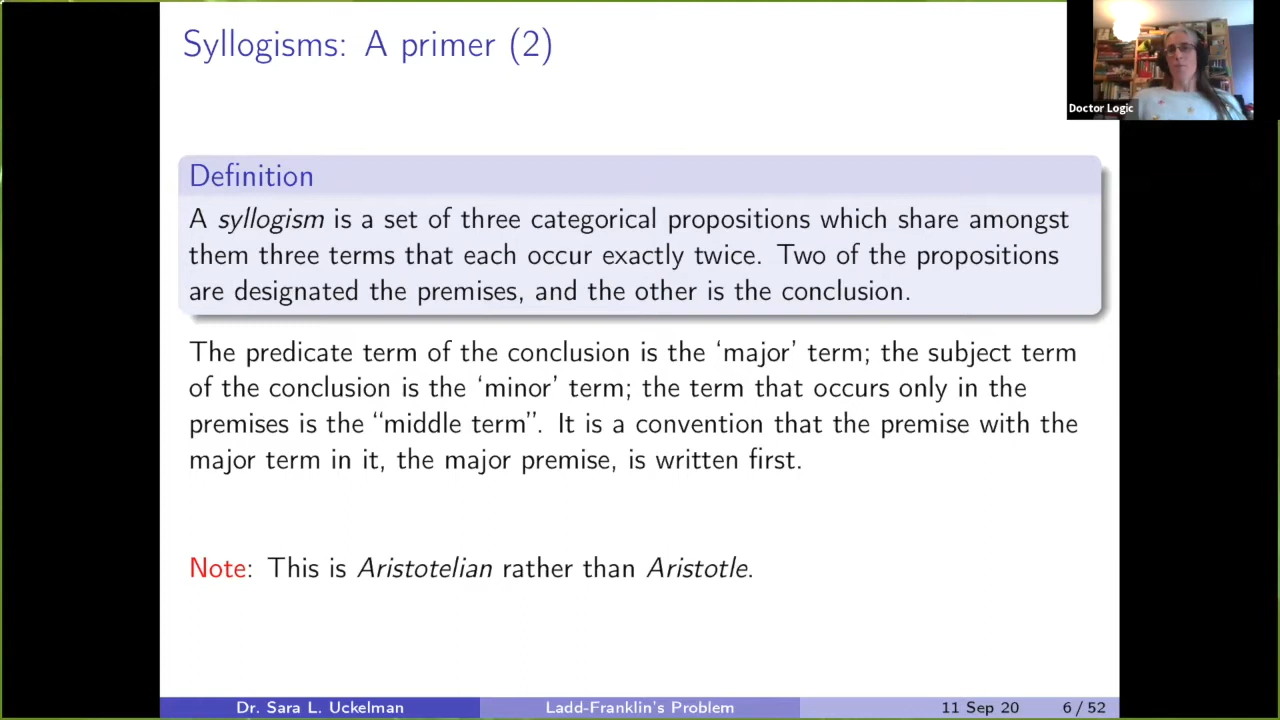 Syllogisms: A primer (2)
Doctor Logic
Definition
A syllogism is a set of three categorical propositions which share amongst
them three terms that each occur exactly twice. Two of the propositions
are designated the premises, and the other is the conclusion.
The predicate term of the conclusion is the ‘major’ term; the subject term
of the conclusion is the ‘minor’ term; the term that occurs only in the
premises is the “middle term”. It is a convention that the premise with the
major term in it, the major premise, is written first.
Note: This is Aristotelian rather than Aristotle.
Dr. Sara L. Uckelman Ladd-Franklin's Problem 11 Sep 20 6 / 52